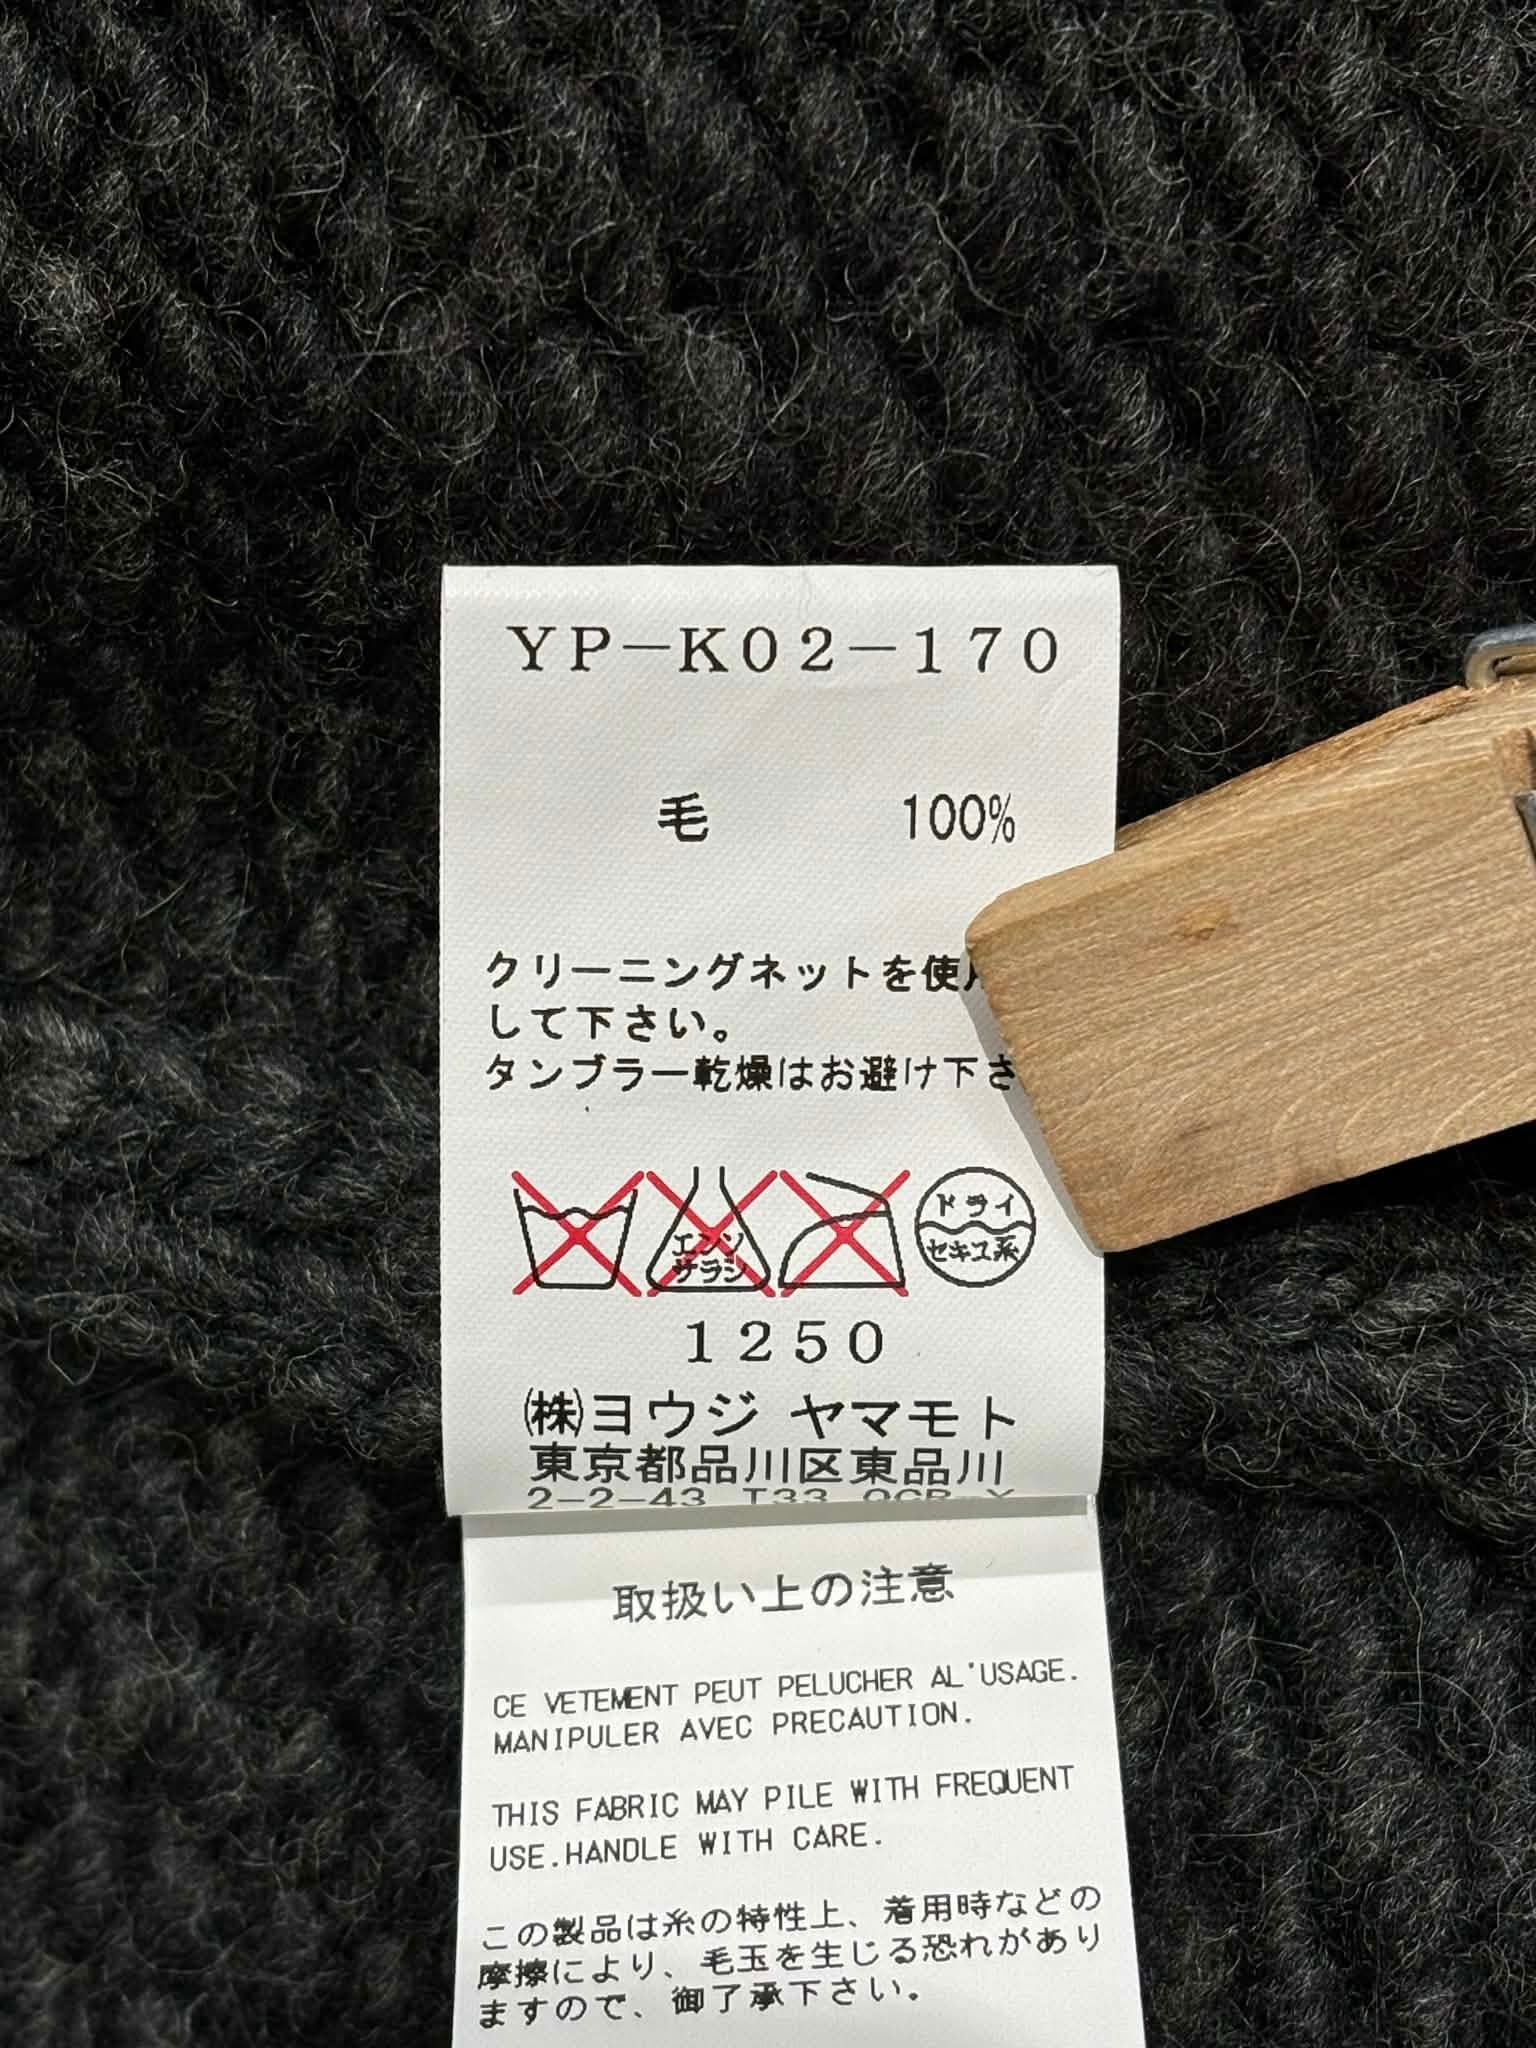 YP-K02-170
毛 100%
クリーニングネットを使
して下さい。
タンブラー乾燥はお避け下さ
エンソ
サラシ
ドライ
セキユ系
1250
(株)ヨウジ ヤマモト
東京都品川区東品川
2-2-43 T33
取扱い上の注意
CE VETEMENT PEUT PELUCHER AL'USAGE.
MANIPULER AVEC PRECAUTION.
THIS FABRIC MAY PILE WITH FREQUENT
USE.HANDLE WITH CARE.
この製品は糸の特性上、着用時などの
摩擦により、毛玉を生じる恐れがあり
ますので、御了承下さい。